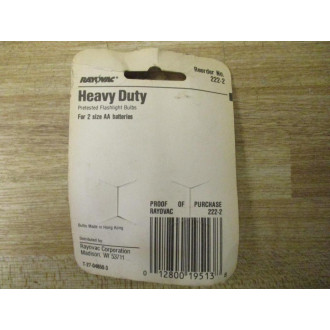 RAYOVAC
Reorder No.
222-2
Heavy Duty
Pretested Flashlight Bulbs
For 2 size AA batteries
PROOF OF PURCHASE
RAYOVAC 222-2
Bulbs Made in Hong Kong
Distributed by
Rayovac Corporation
Madison, WI 53711
0 12800 19513